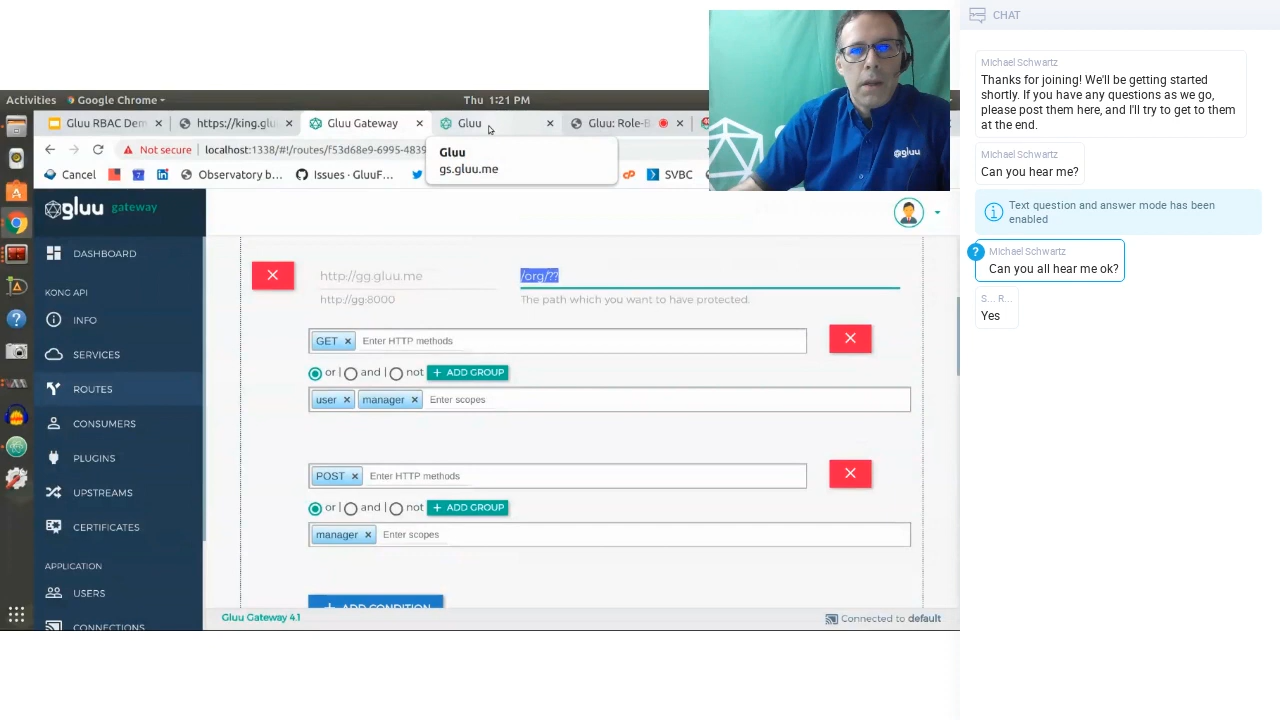 Activities
Google Chrome
Thu 1:21 PM
Gluu RBAC Dem
https://king.glu
Gluu Gateway
Gluu
Gluu: Role-B
Not secure
localhost:1338/#!/routes/f53d68e9-6995-4839
Gluu
gs.gluu.me
Cancel
Observatory b...
Issues · GluuF...
SVBC
@gluu
gluu gateway
DASHBOARD
KONG API
INFO
SERVICES
ROUTES
CONSUMERS
PLUGINS
UPSTREAMS
CERTIFICATES
APPLICATION
USERS
CONNECTIONS
http://gg.gluu.me
/org/??
http://gg:8000
The path which you want to have protected.
GET × Enter HTTP methods
or | and | not + ADD GROUP
user × manager × Enter scopes
POST × Enter HTTP methods
or | and | not + ADD GROUP
manager × Enter scopes
+ ADD CONDITION
Gluu Gateway 4.1
Connected to default
CHAT
Michael Schwartz
Thanks for joining! We'll be getting started
shortly. If you have any questions as we go,
please post them here, and I'll try to get to them
at the end.
Michael Schwartz
Can you hear me?
Text question and answer mode has been
enabled
?
Michael Schwartz
Can you all hear me ok?
S... R...
Yes